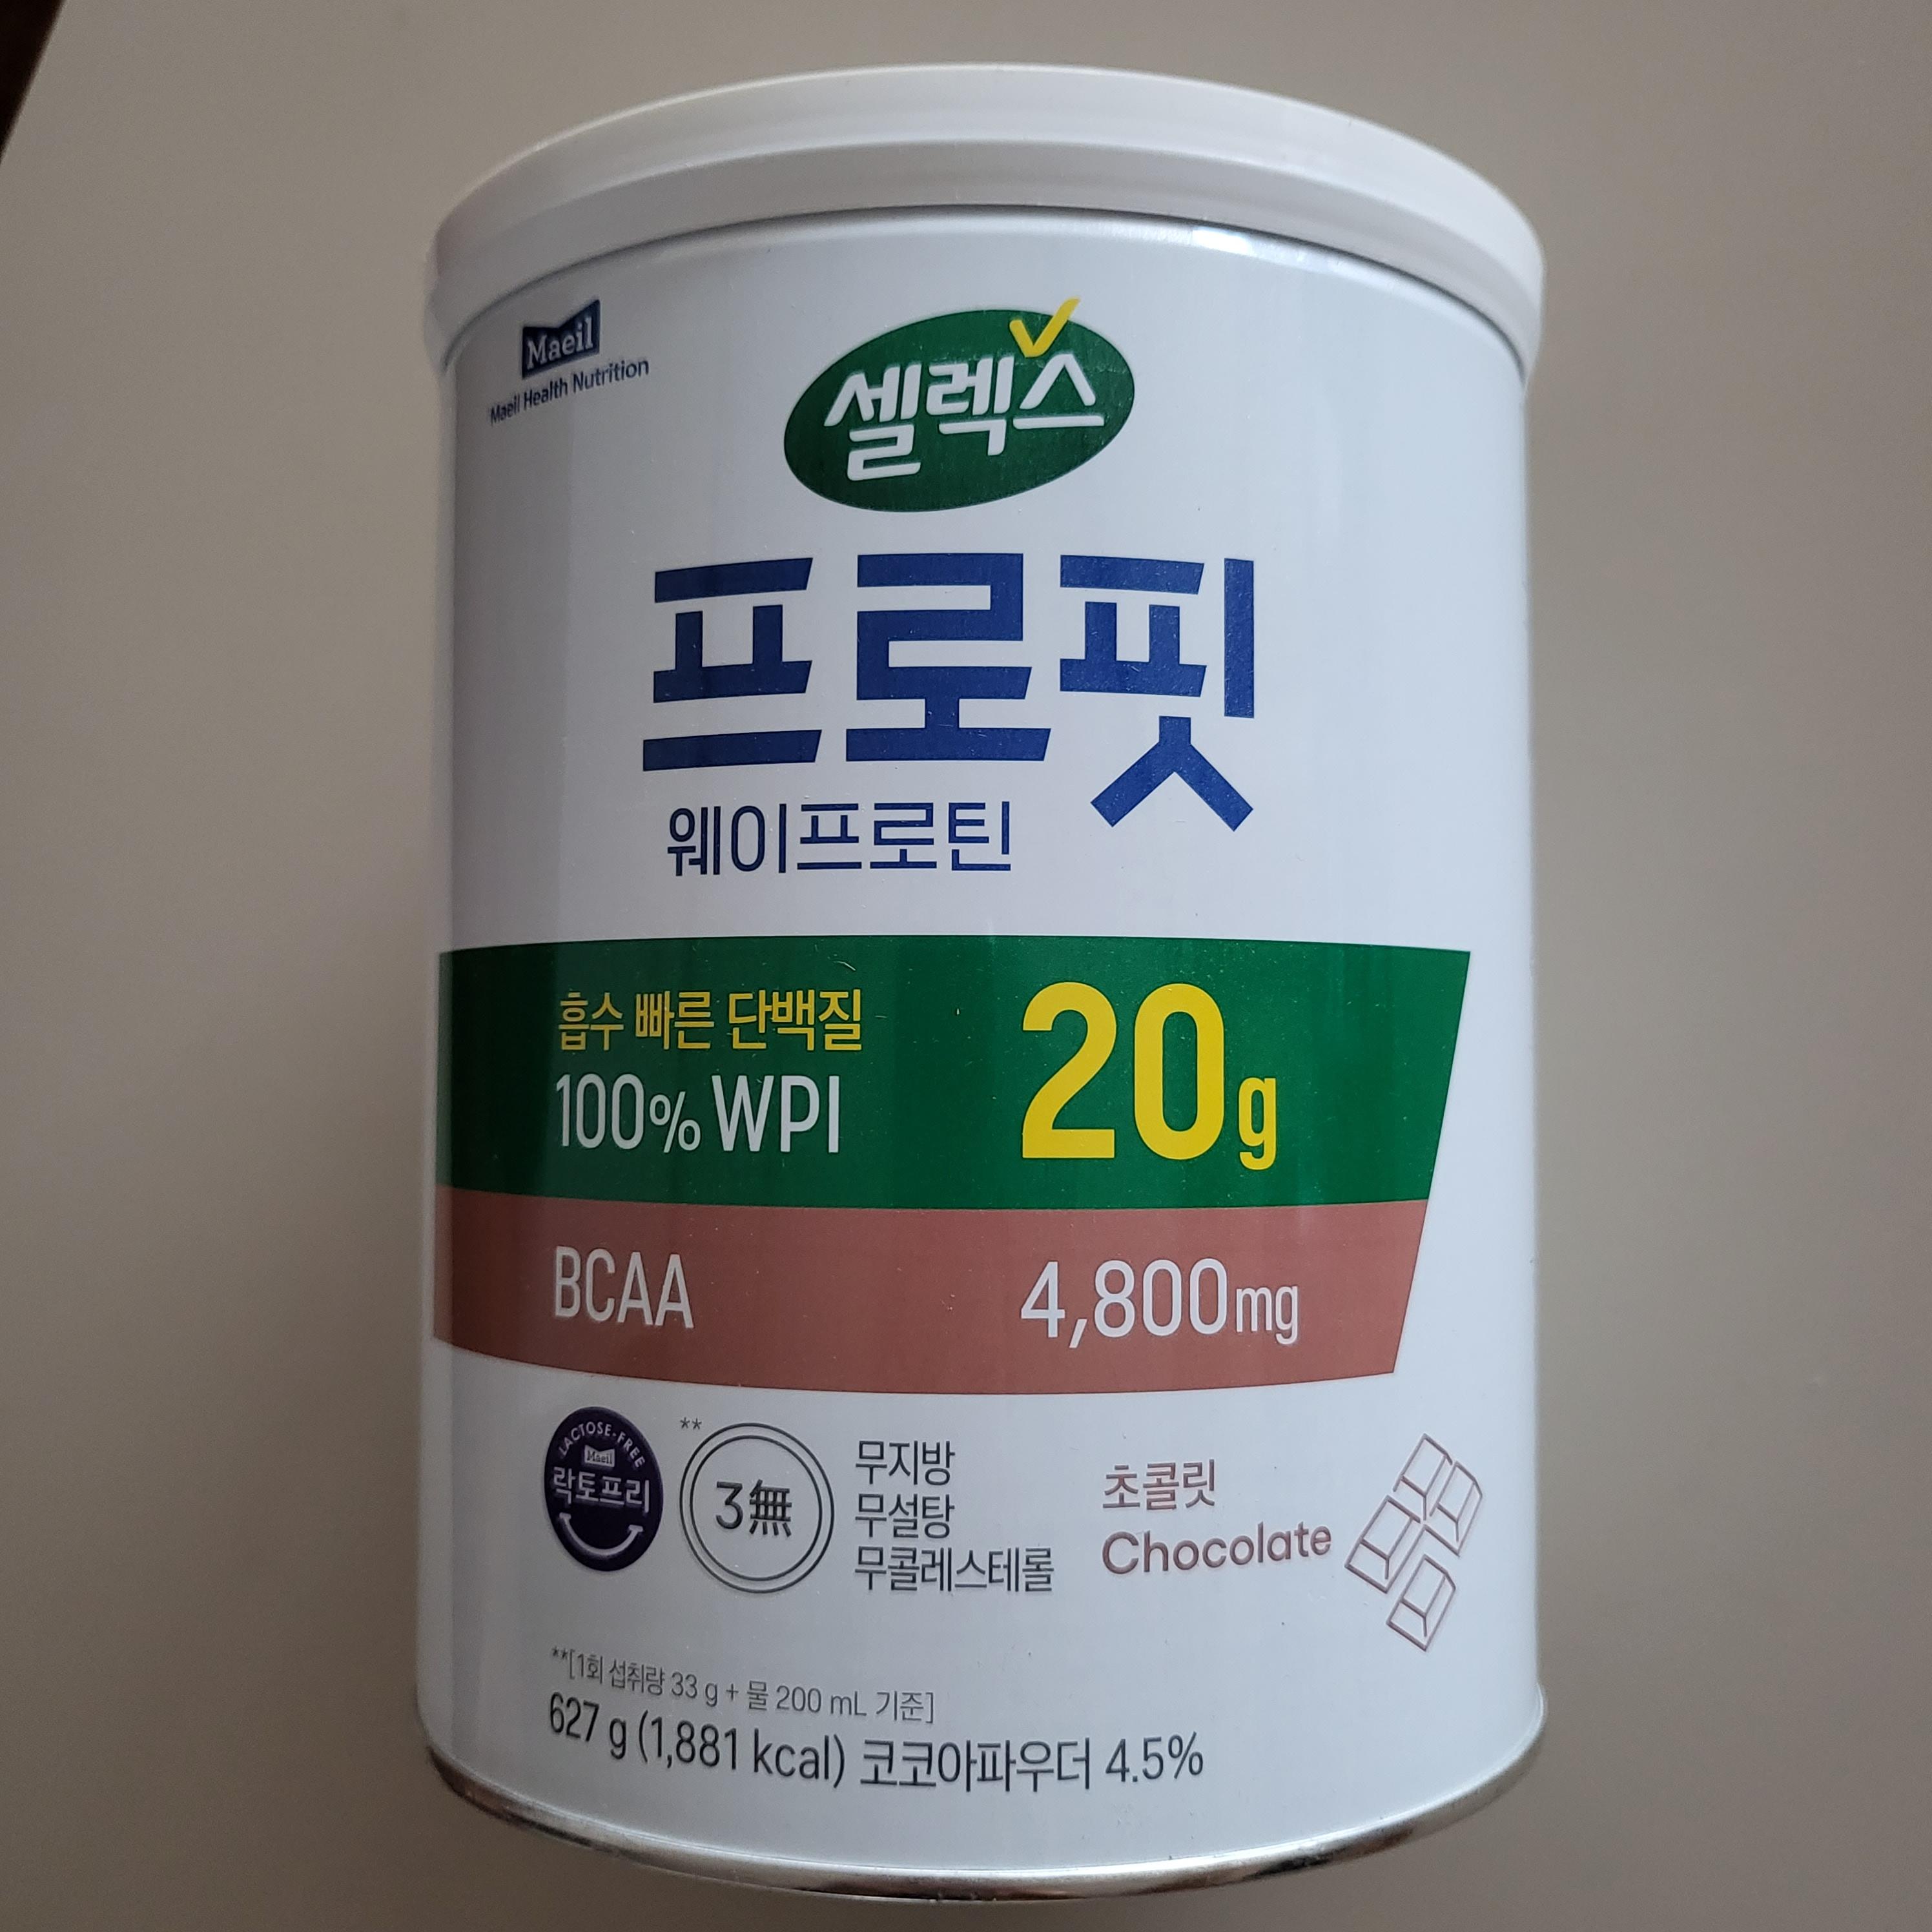 Maeil
Maeil Health Nutrition
셀렉스
프로핏
웨이프로틴
흡수 빠른 단백질
100% WPI
20g
BCAA
4,800mg
LACTOSE-FREE
Maeil
락토프리
**
3無
무지방
무설탕
무콜레스테롤
초콜릿
Chocolate
**[1회 섭취량 33 g + 물 200 mL 기준]
627 g (1,881 kcal) 코코아파우더 4.5%